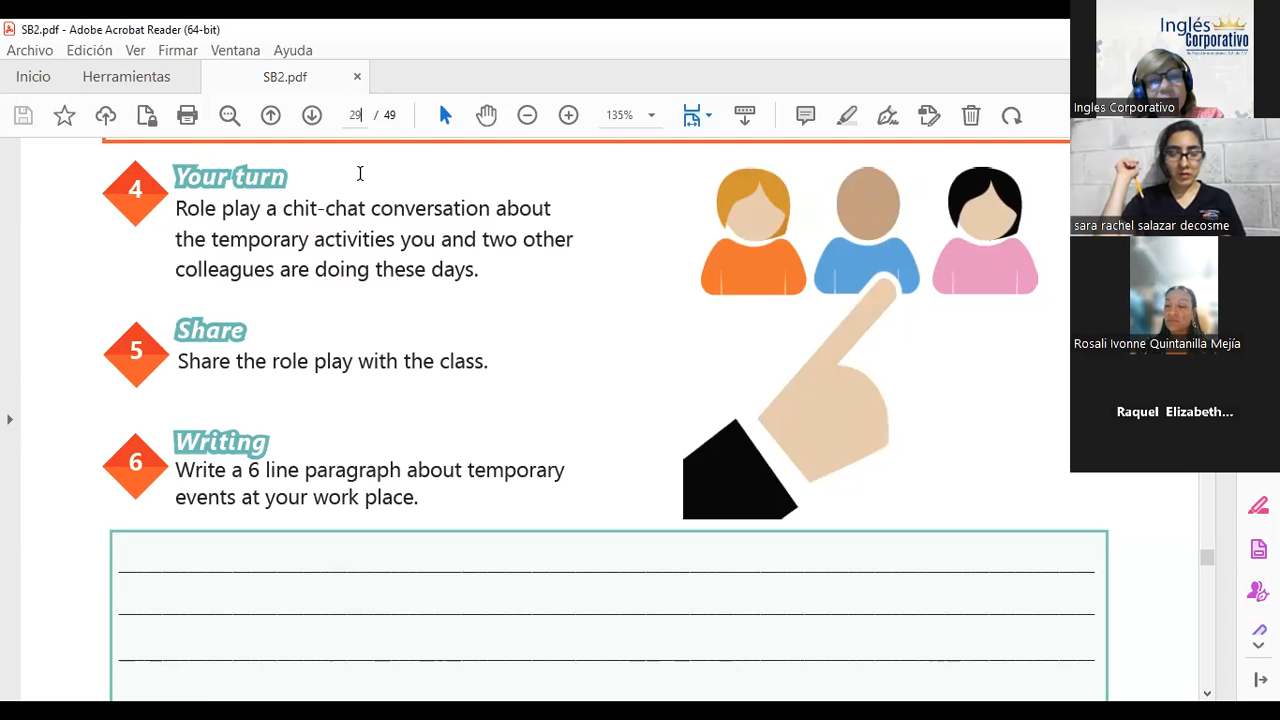 SB2.pdf - Adobe Acrobat Reader (64-bit)
Archivo Edición Ver Firmar Ventana Ayuda
Inicio Herramientas SB2.pdf ×
29 / 49 135%
4 Your turn
Role play a chit-chat conversation about
the temporary activities you and two other
colleagues are doing these days.
5 Share
Share the role play with the class.
6 Writing
Write a 6 line paragraph about temporary
events at your work place.
Inglés
Corporativo
Ingles Corporativo
sara rachel salazar decosme
Rosali Ivonne Quintanilla Mejía
Raquel Elizabeth...